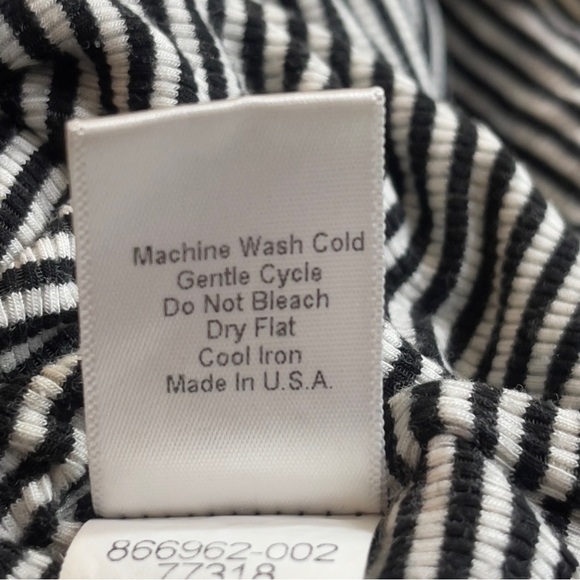 Machine Wash Cold
Gentle Cycle
Do Not Bleach
Dry Flat
Cool Iron
Made In U.S.A.
866962-002
77318